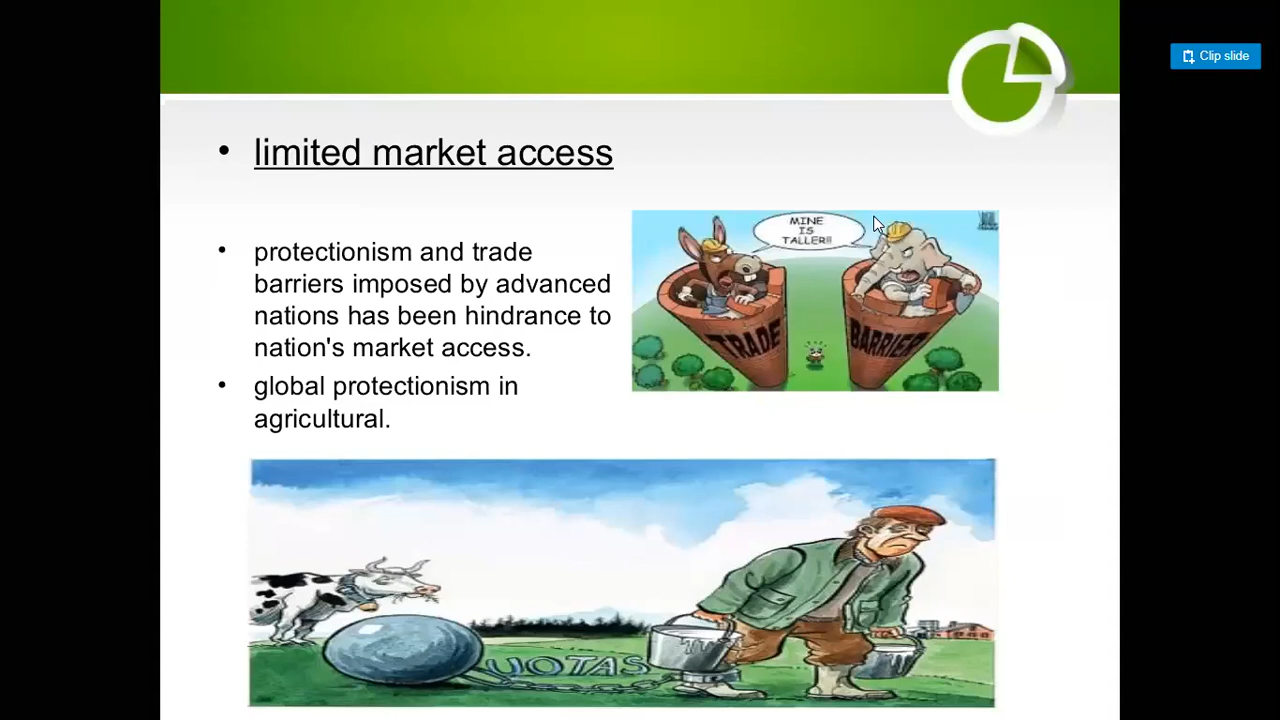 Clip slide
• limited market access
• protectionism and trade
barriers imposed by advanced
nations has been hindrance to
nation's market access.
• global protectionism in
agricultural.
MINE
IS
TALLER!!
TRADE
BARRIER
QUOTAS